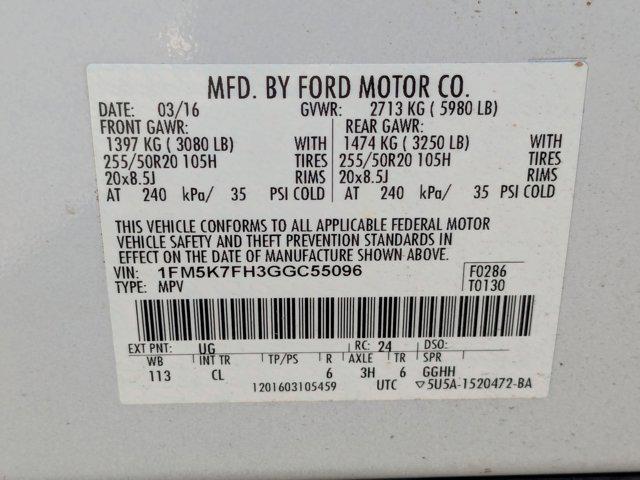 MFD. BY FORD MOTOR CO.
DATE: 03/16 GVWR: 2713 KG ( 5980 LB)
FRONT GAWR: REAR GAWR:
1397 KG ( 3080 LB) WITH 1474 KG ( 3250 LB) WITH
255/50R20 105H TIRES 255/50R20 105H TIRES
20x8.5J RIMS 20x8.5J RIMS
AT 240 kPa/ 35 PSI COLD AT 240 kPa/ 35 PSI COLD
THIS VEHICLE CONFORMS TO ALL APPLICABLE FEDERAL MOTOR
VEHICLE SAFETY AND THEFT PREVENTION STANDARDS IN
EFFECT ON THE DATE OF MANUFACTURE SHOWN ABOVE.
VIN: 1FM5K7FH3GGC55096 F0286
TYPE: MPV T0130
EXT PNT: UG RC: 24 DSO:
WB INT TR TP/PS R AXLE TR SPR
113 CL 6 3H 6 GGHH
1201603105459 UTC ▽5U5A-1520472-BA